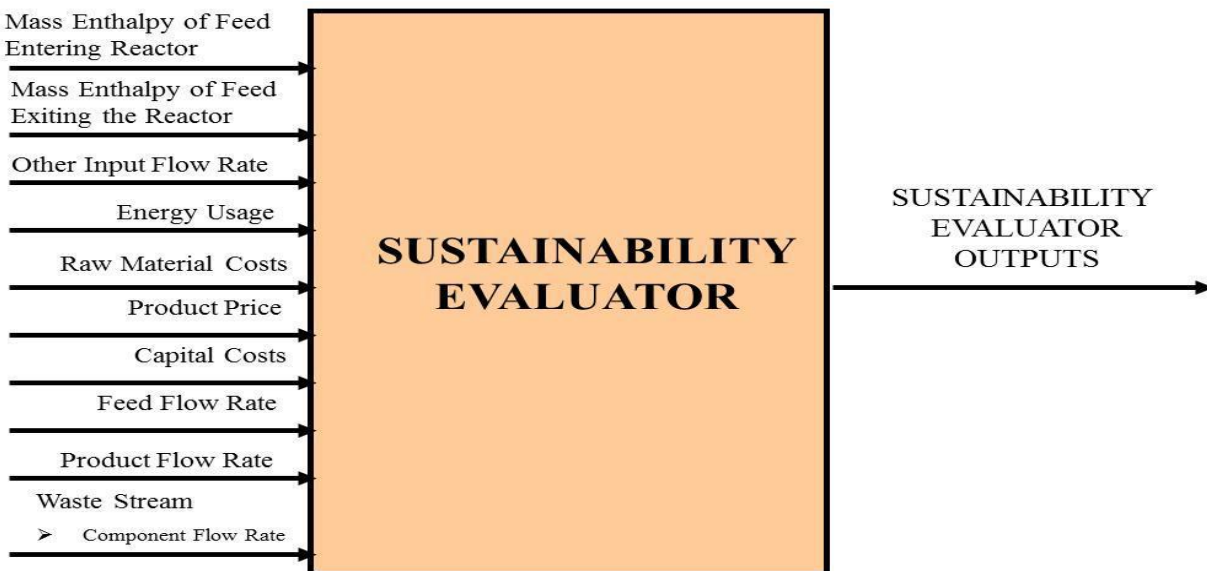 Mass Enthalpy of Feed
Entering Reactor
Mass Enthalpy of Feed
Exiting the Reactor
Other Input Flow Rate
Energy Usage
Raw Material Costs
Product Price
Capital Costs
Feed Flow Rate
Product Flow Rate
Waste Stream
➢ Component Flow Rate
SUSTAINABILITY
EVALUATOR
SUSTAINABILITY
EVALUATOR
OUTPUTS